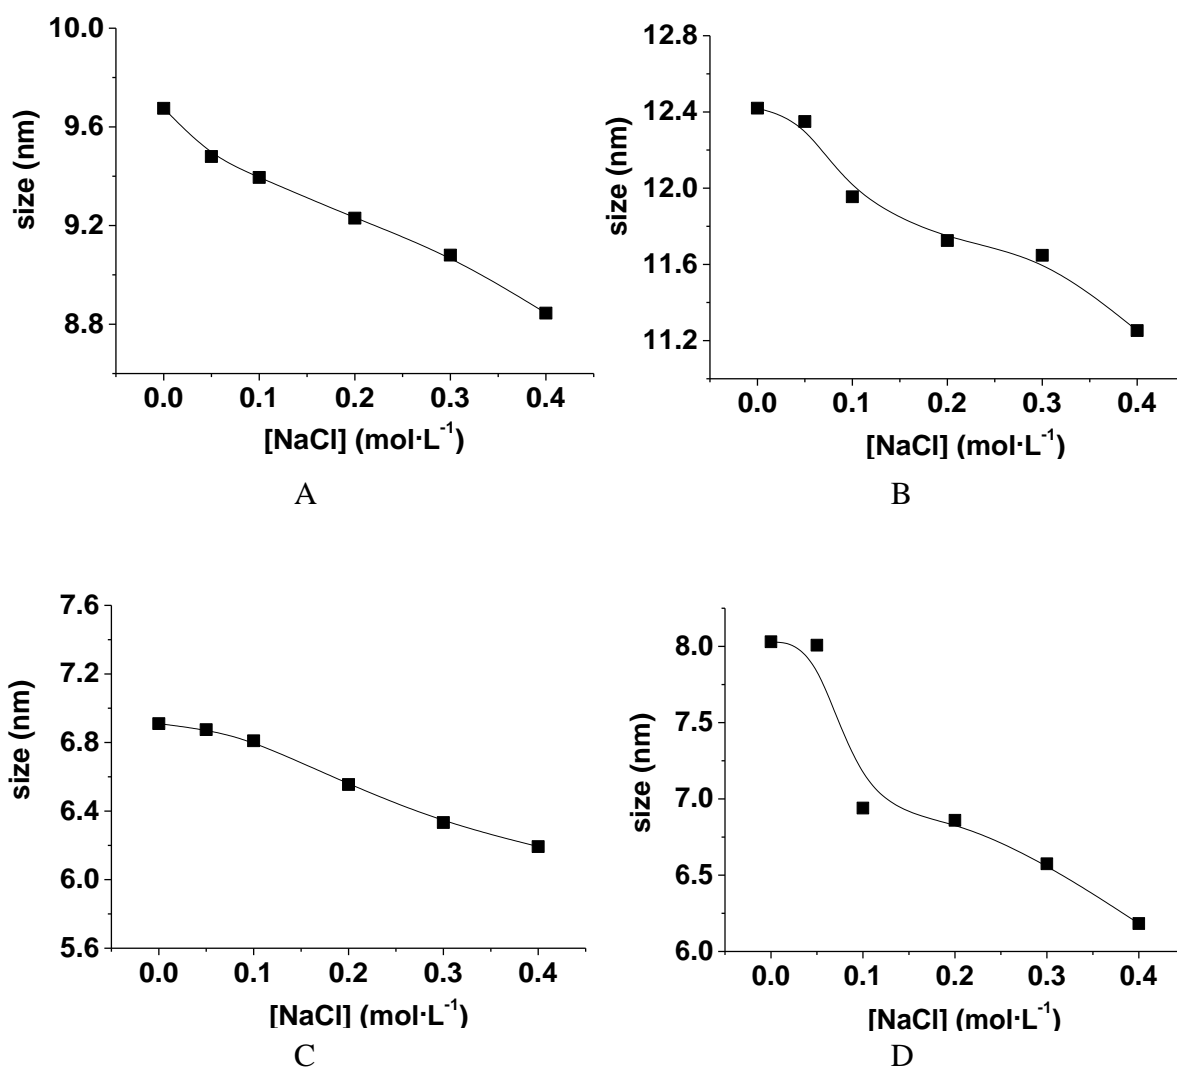 10.0
9.6
9.2
8.8
size (nm)
0.0 0.1 0.2 0.3 0.4
[NaCl] (mol·L⁻¹)
A
12.8
12.4
12.0
11.6
11.2
size (nm)
0.0 0.1 0.2 0.3 0.4
[NaCl] (mol·L⁻¹)
B
7.6
7.2
6.8
6.4
6.0
5.6
size (nm)
0.0 0.1 0.2 0.3 0.4
[NaCl] (mol·L⁻¹)
C
8.0
7.5
7.0
6.5
6.0
size (nm)
0.0 0.1 0.2 0.3 0.4
[NaCl] (mol·L⁻¹)
D